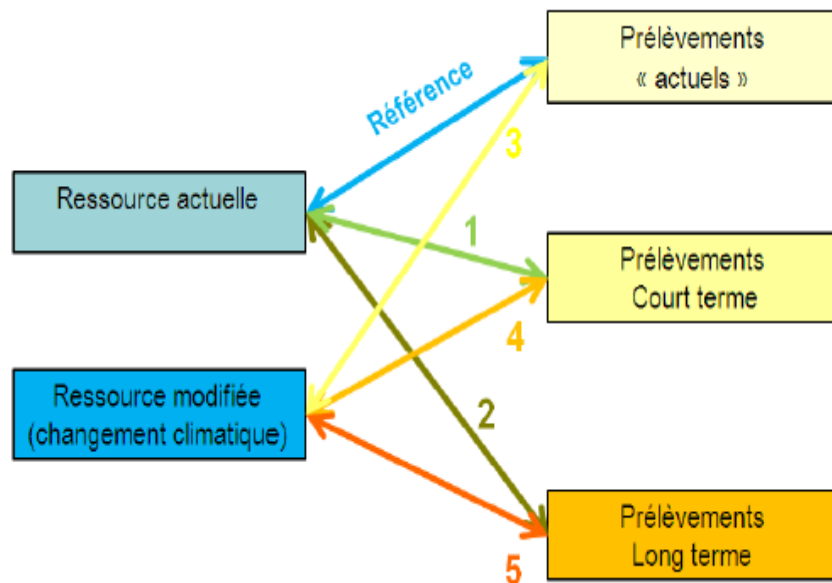 Prélèvements
« actuels »
Référence
3
Ressource actuelle
1
Prélèvements
Court terme
4
Ressource modifiée
(changement climatique)
2
Prélèvements
Long terme
5